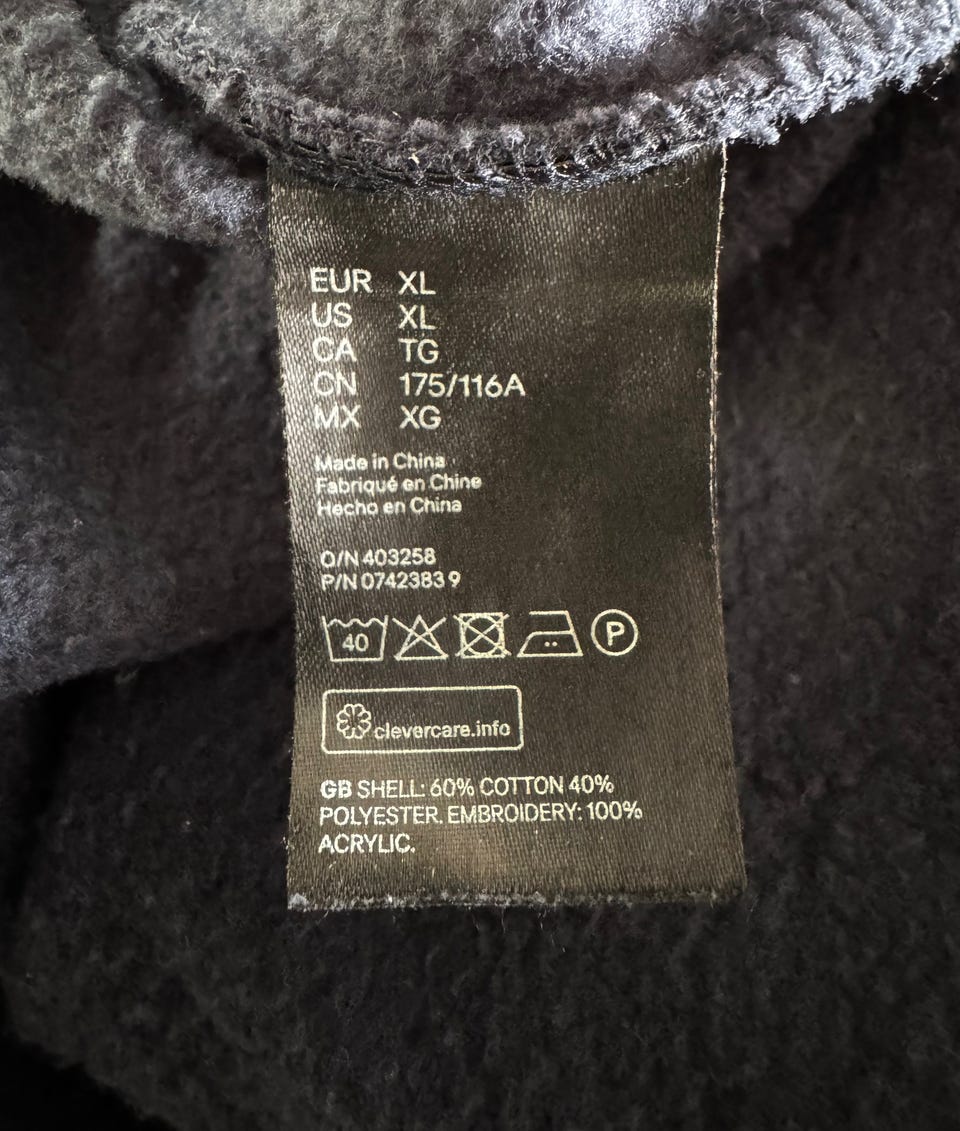 EUR XL
US XL
CA TG
CN 175/116A
MX XG
Made in China
Fabriqué en Chine
Hecho en China
O/N 403258
P/N 0742383 9
40 P
clevercare.info
GB SHELL: 60% COTTON 40%
POLYESTER. EMBROIDERY: 100%
ACRYLIC.